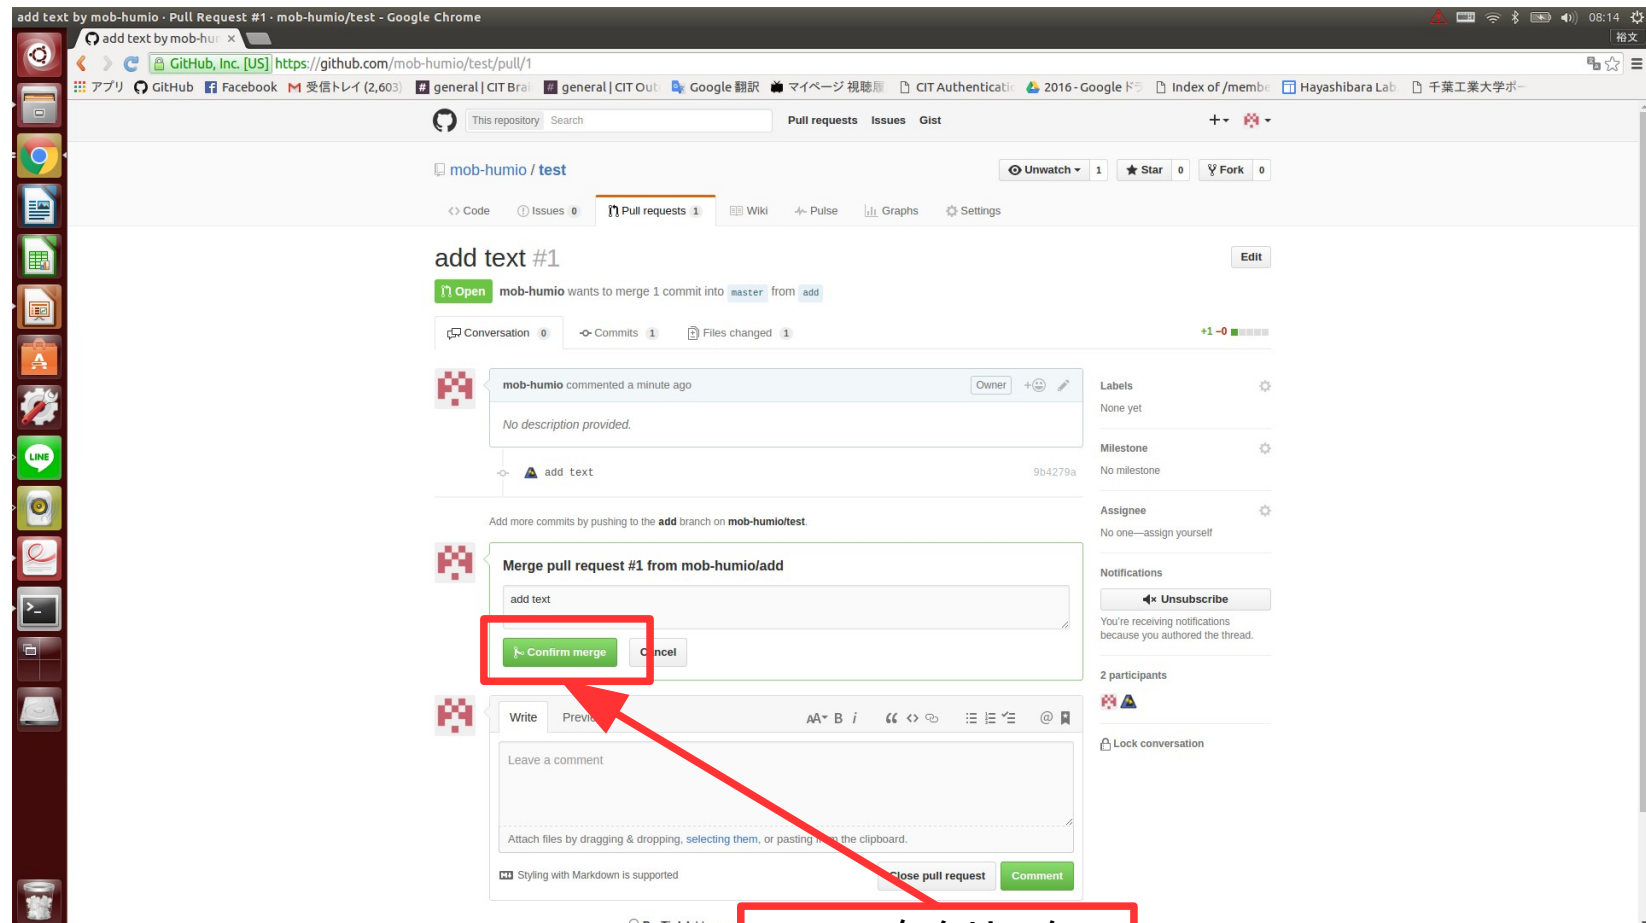 add text by mob-humio · Pull Request #1 · mob-humio/test - Google Chrome
08:14
add text by mob-hur
裕文
GitHub, Inc. [US] https://github.com/mob-humio/test/pull/1
アプリ GitHub Facebook 受信トレイ (2,603) general | CIT Brai general | CIT Out Google 翻訳 マイページ 視聴履 CIT Authenticatio 2016 - Google ドラ Index of /membe Hayashibara Lab. 千葉工業大学ポー
This repository Search Pull requests Issues Gist
mob-humio / test
Unwatch 1 Star 0 Fork 0
Code Issues 0 Pull requests 1 Wiki Pulse Graphs Settings
add text #1
Edit
Open mob-humio wants to merge 1 commit into master from add
Conversation 0 Commits 1 Files changed 1 +1 −0
mob-humio commented a minute ago Owner
No description provided.
add text 9b4279a
Add more commits by pushing to the add branch on mob-humio/test.
Merge pull request #1 from mob-humio/add
add text
Confirm merge
Write
AA B i
Leave a comment
Attach files by dragging & dropping, selecting them, or pasting from the clipboard.
Styling with Markdown is supported
Close pull request Comment
Labels
None yet
Milestone
No milestone
Assignee
No one—assign yourself
Notifications
Unsubscribe
You're receiving notifications
because you authored the thread.
2 participants
Lock conversation
LINE